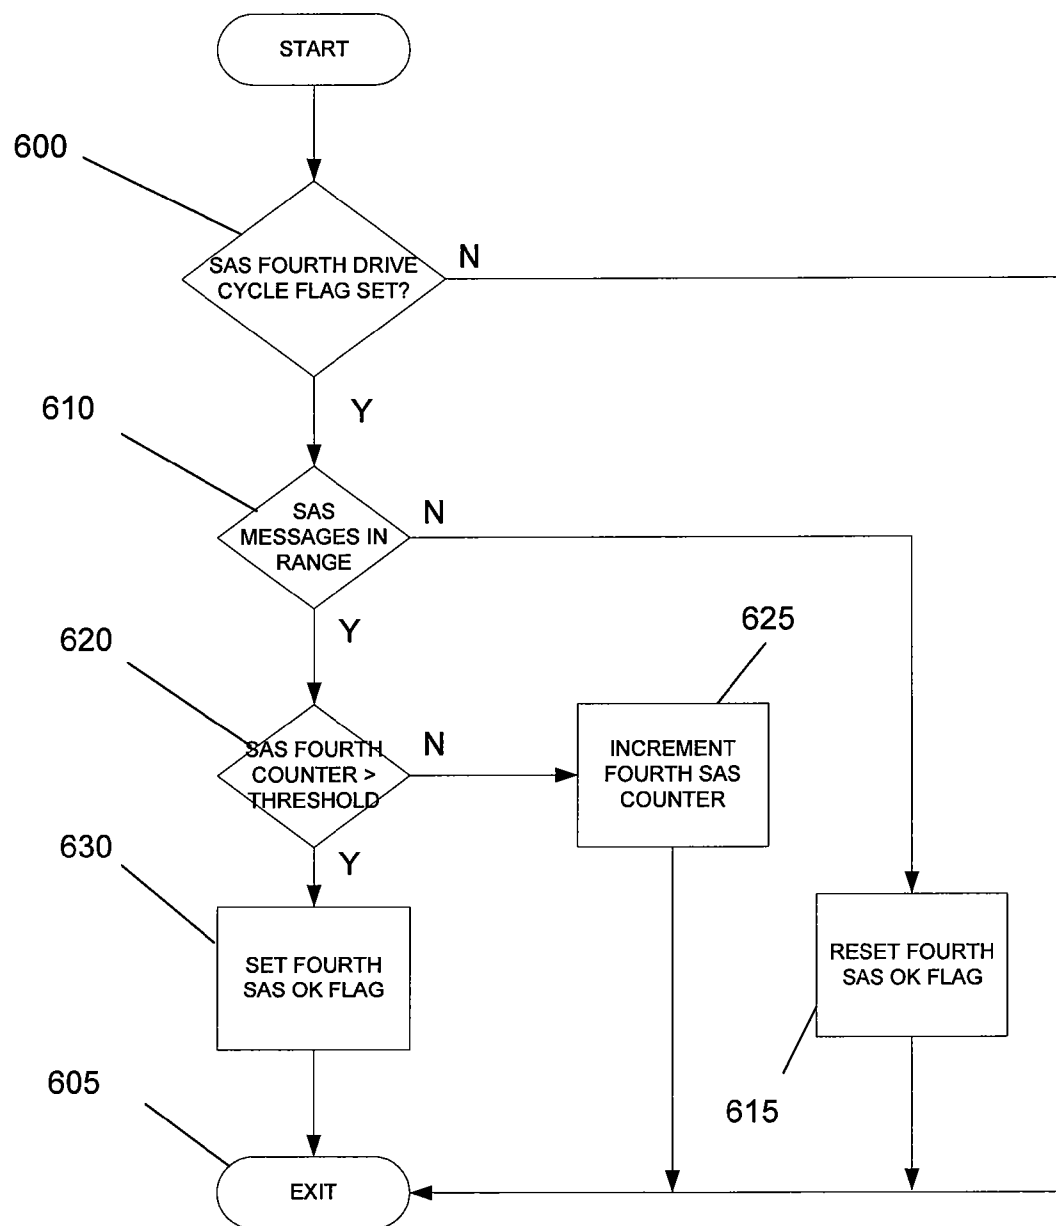 START
600
SAS FOURTH DRIVE
CYCLE FLAG SET?
N
Y
610
SAS
MESSAGES IN
RANGE
N
Y
620
SAS FOURTH
COUNTER >
THRESHOLD
N
Y
625
INCREMENT
FOURTH SAS
COUNTER
630
SET FOURTH
SAS OK FLAG
RESET FOURTH
SAS OK FLAG
615
605
EXIT